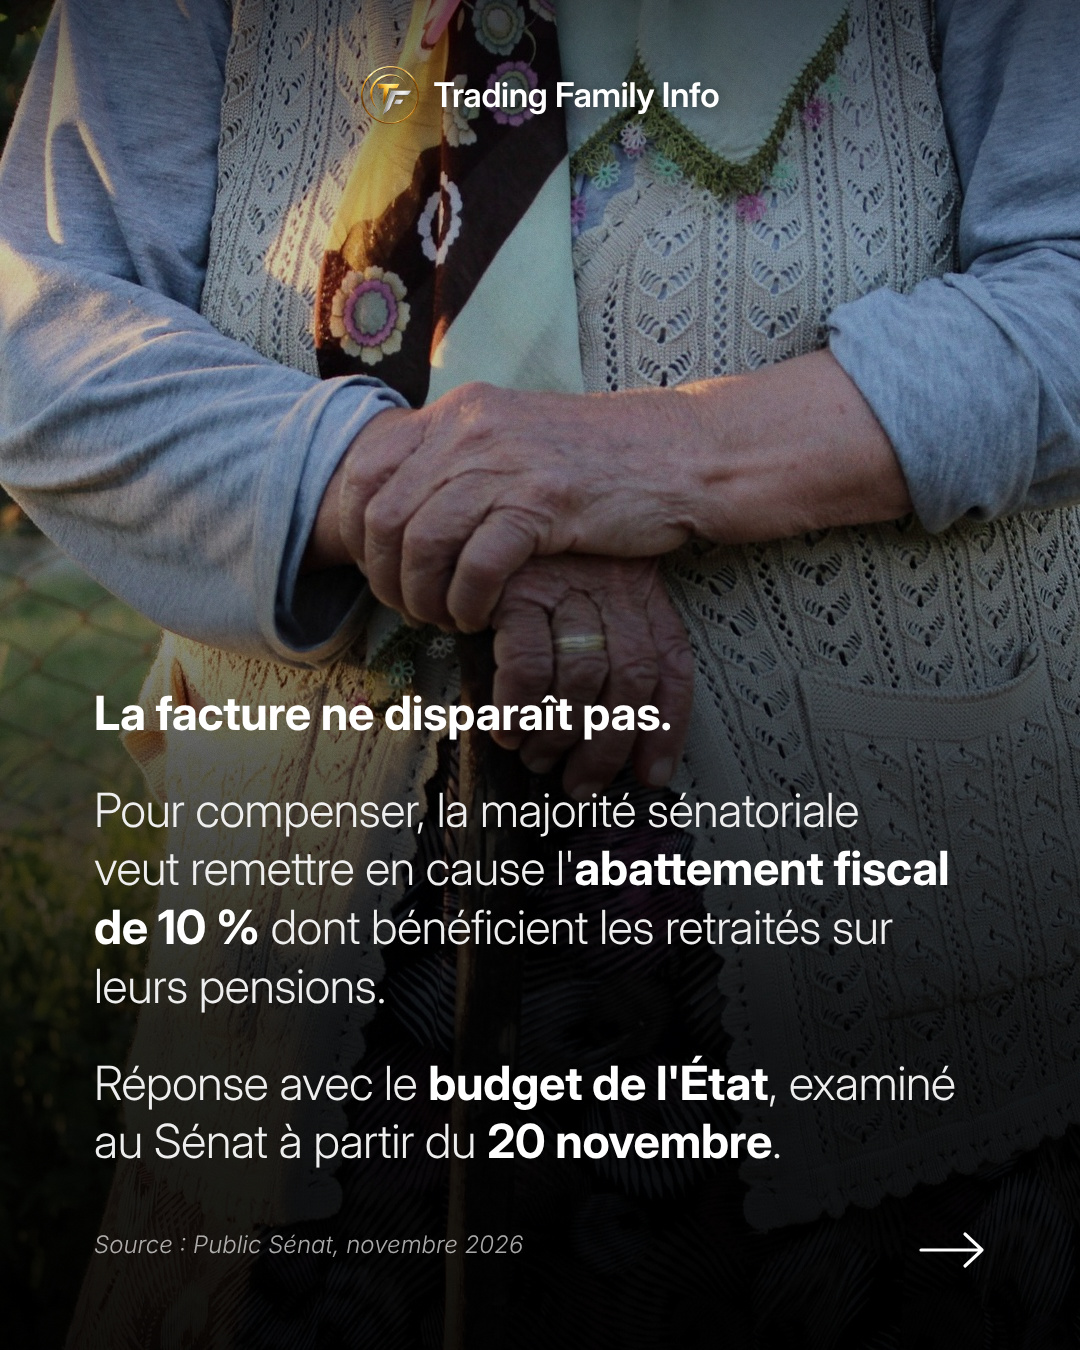 TF
Trading Family Info
La facture ne disparaît pas.
Pour compenser, la majorité sénatoriale
veut remettre en cause l'abattement fiscal
de 10 % dont bénéficient les retraités sur
leurs pensions.
Réponse avec le budget de l'État, examiné
au Sénat à partir du 20 novembre.
Source : Public Sénat, novembre 2026